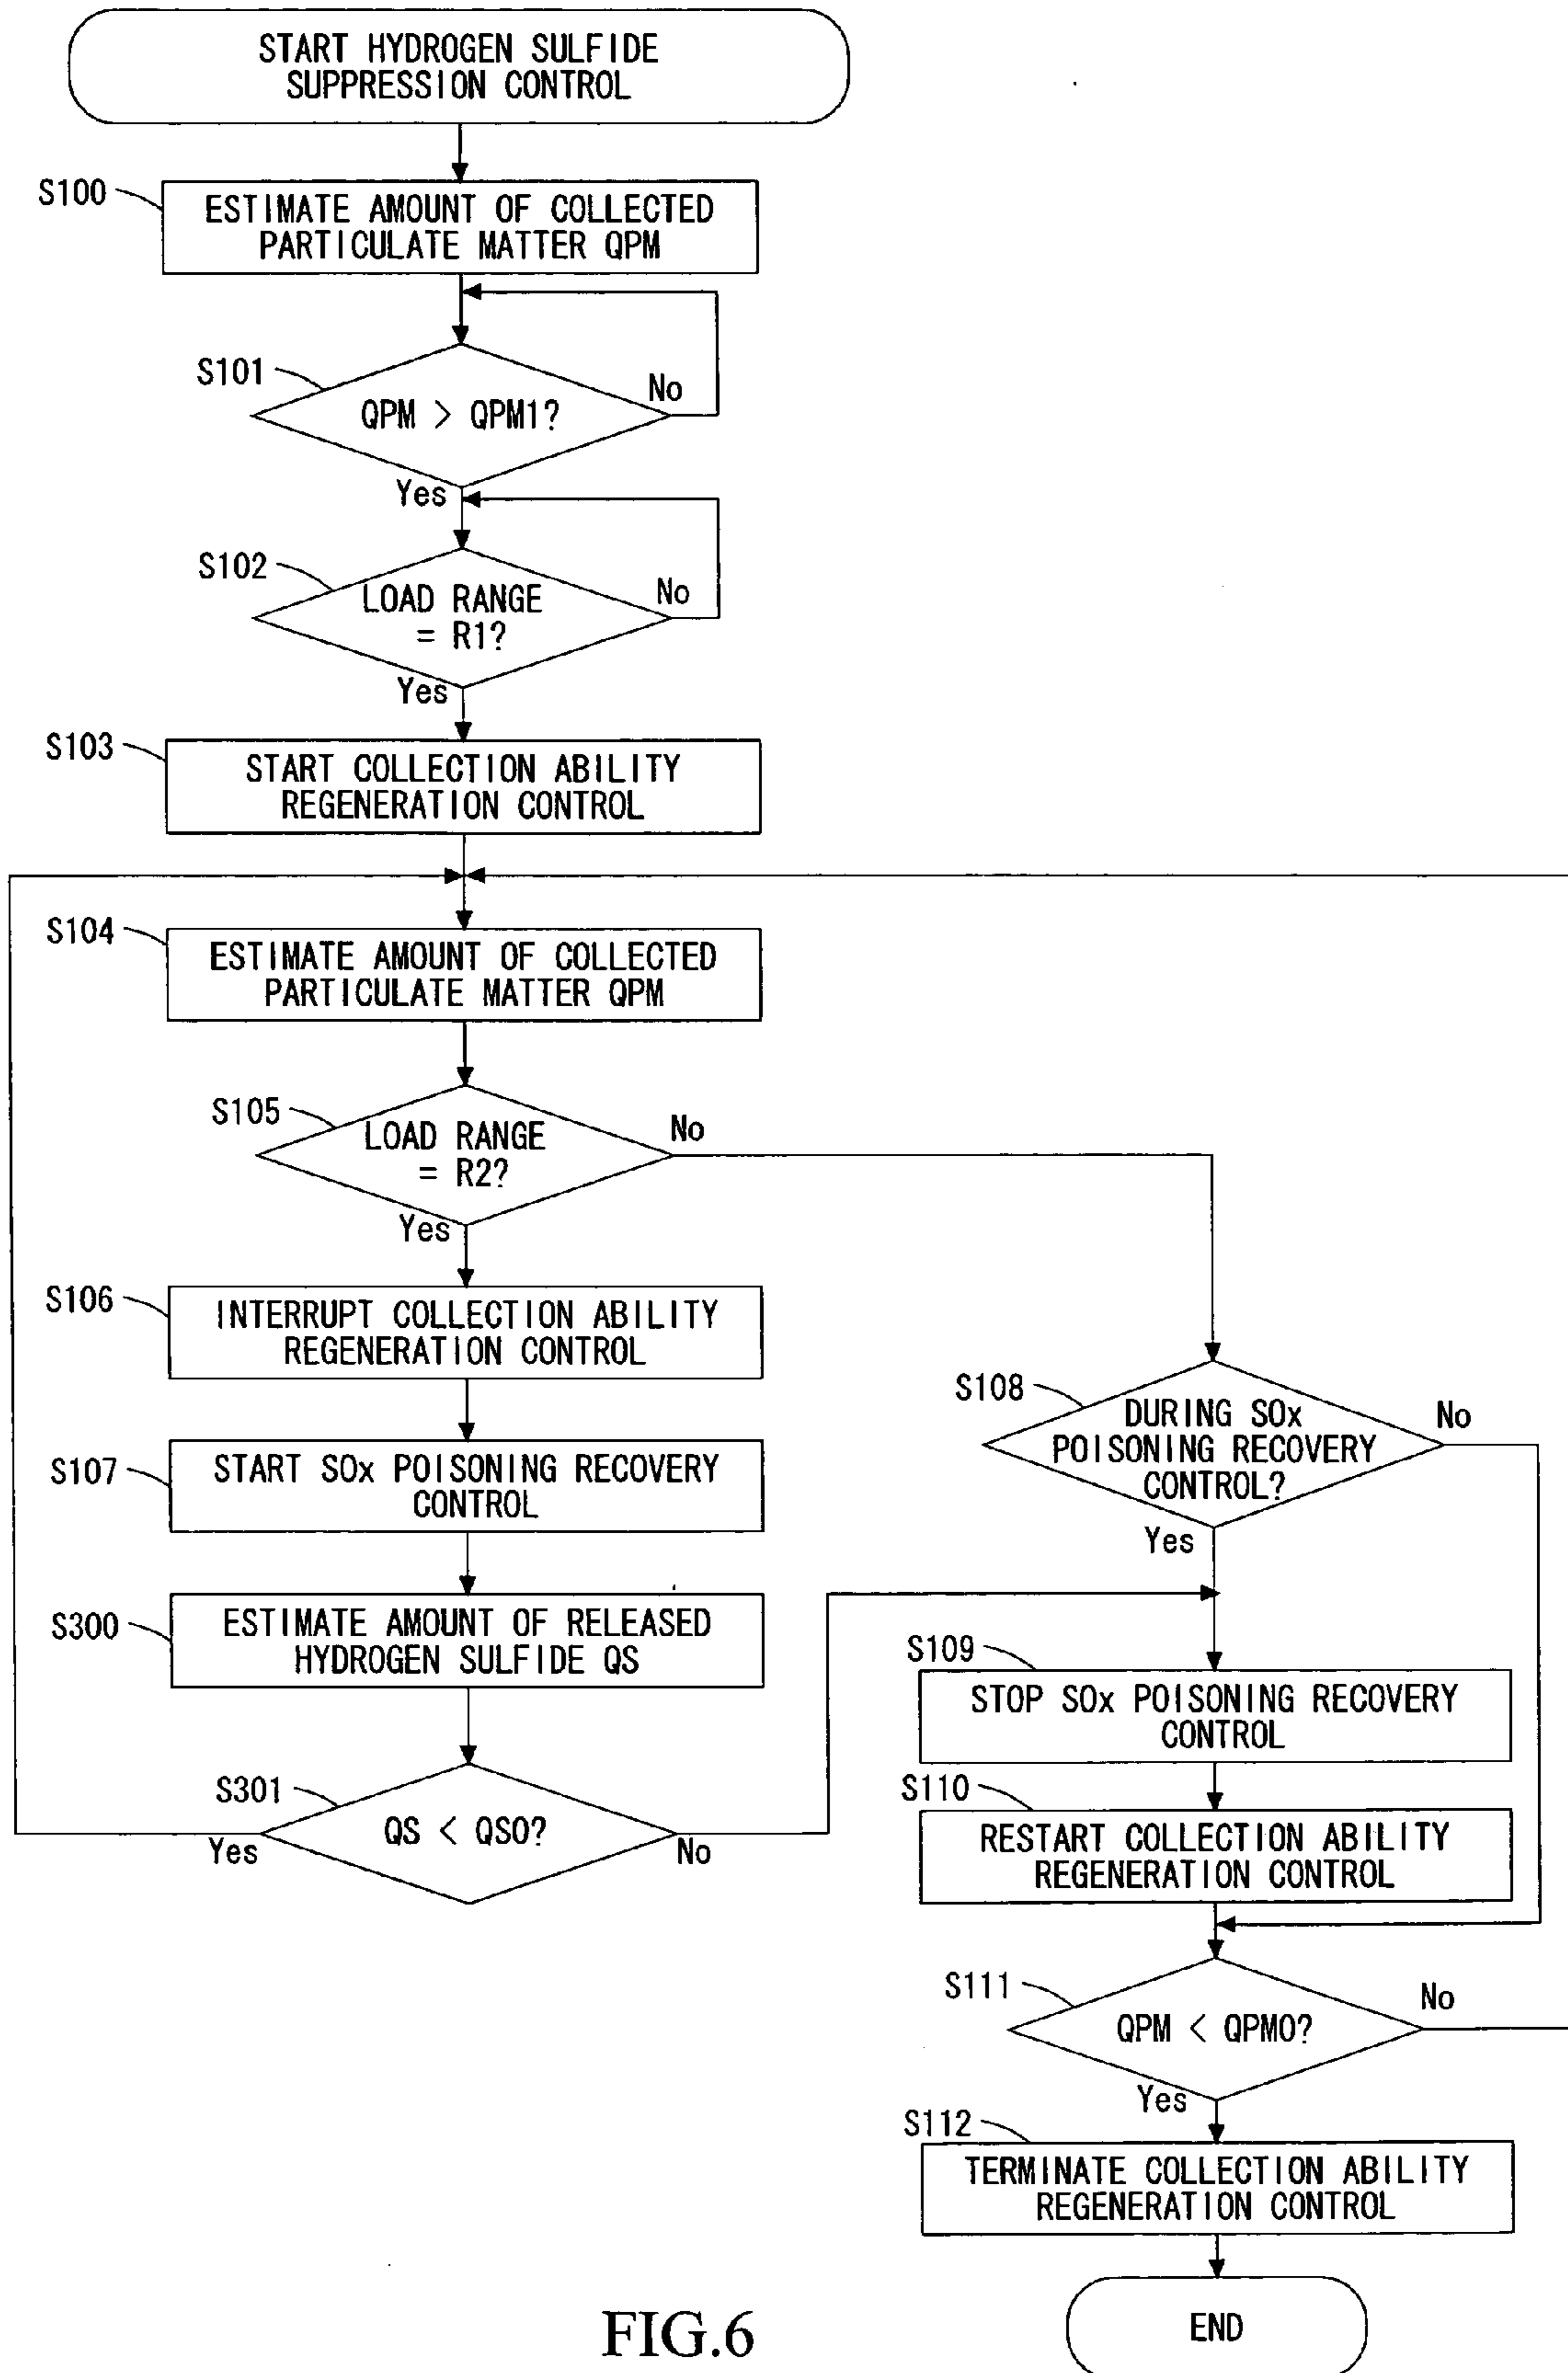 START HYDROGEN SULFIDE
SUPPRESSION CONTROL
S100
ESTIMATE AMOUNT OF COLLECTED
PARTICULATE MATTER QPM
S101
QPM > QPM1?
No
Yes
S102
LOAD RANGE
= R1?
No
Yes
S103
START COLLECTION ABILITY
REGENERATION CONTROL
S104
ESTIMATE AMOUNT OF COLLECTED
PARTICULATE MATTER QPM
S105
LOAD RANGE
= R2?
No
Yes
S106
INTERRUPT COLLECTION ABILITY
REGENERATION CONTROL
S107
START SOx POISONING RECOVERY
CONTROL
S300
ESTIMATE AMOUNT OF RELEASED
HYDROGEN SULFIDE QS
S301
QS < QS0?
Yes
No
S108
DURING SOx
POISONING RECOVERY
CONTROL?
No
Yes
S109
STOP SOx POISONING RECOVERY
CONTROL
S110
RESTART COLLECTION ABILITY
REGENERATION CONTROL
S111
QPM < QPM0?
No
Yes
S112
TERMINATE COLLECTION ABILITY
REGENERATION CONTROL
END
FIG.6